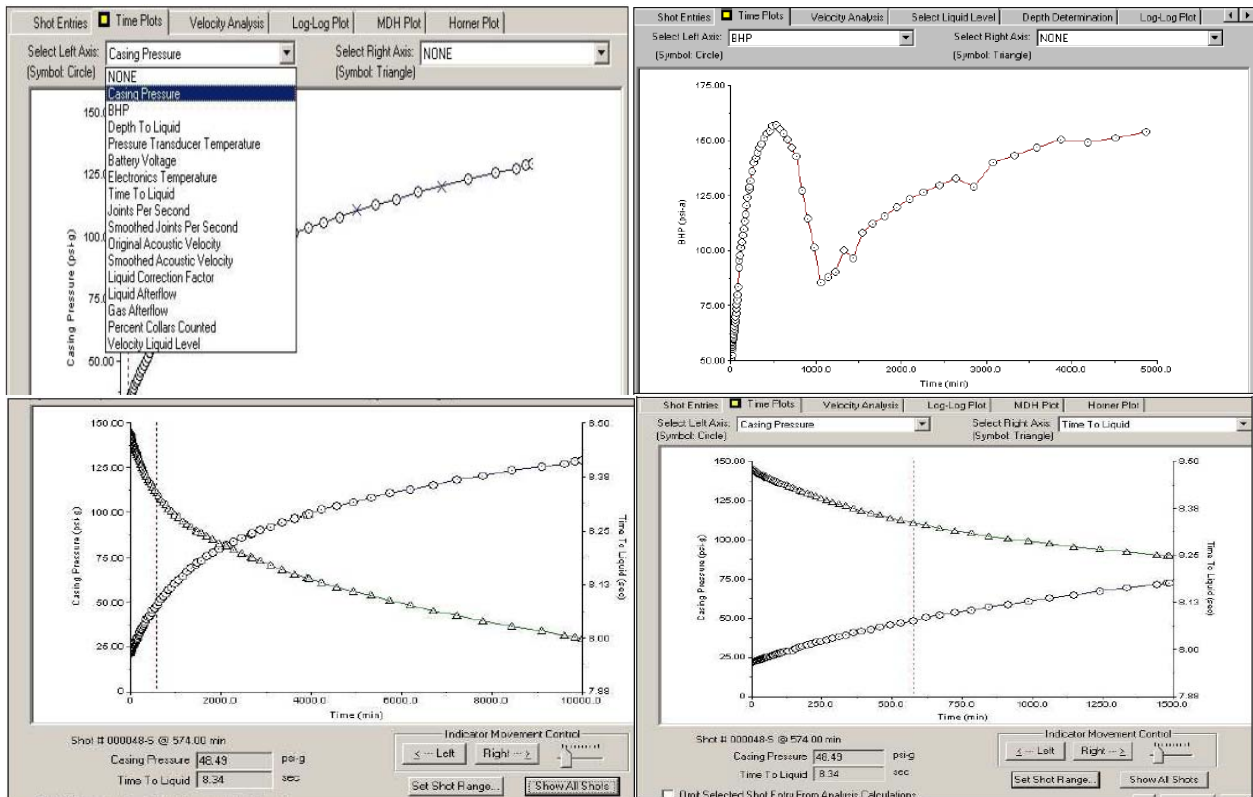 Shot Entries Time Plots Velocity Analysis Log-Log Plot MDH Plot Horner Plot
Select Left Axis: Casing Pressure Select Right Axis: NONE
(Symbol: Circle) (Symbol: Triangle)
NONE
Casing Pressure
BHP
Depth To Liquid
Pressure Transducer Temperature
Battery Voltage
Electronics Temperature
Time To Liquid
Joints Per Second
Smoothed Joints Per Second
Original Acoustic Velocity
Smoothed Acoustic Velocity
Liquid Correction Factor
Liquid Afterflow
Gas Afterflow
Percent Collars Counted
Velocity Liquid Level
150.
125.
100.
75.0
50.00
Casing Pressure (psi-g)
Shot Entries Time Plots Velocity Analysis Select Liquid Level Depth Determination Log-Log Plot
Select Left Axis: BHP Select Right Axis: NONE
(Symbol: Circle) (Symbol: Triangle)
175.00
150.00
125.00
100.00
75.00
50.00
BHP (psi-a)
0 1000.0 2000.0 3000.0 4000.0 5000.0
Time (min)
150.00
125.00
100.00
75.00
50.00
25.00
0
Casing Pressure (psi-g)
8.38
8.25
8.13
8.00
7.88
Time To Liquid (sec)
0 2000.0 4000.0 6000.0 8000.0 10000.0
Time (min)
Shot # 000048-S @ 574.00 min
Casing Pressure 48.49 psi-g
Time To Liquid 8.34 sec
Indicator Movement Control
< --- Left Right --- >
Set Shot Range... Show All Shots
Shot Entries Time Plots Velocity Analysis Log-Log Plot MDH Plot Horner Plot
Select Left Axis: Casing Pressure Select Right Axis: Time To Liquid
(Symbol: Circle) (Symbol: Triangle)
150.00
125.00
100.00
75.00
50.00
25.00
0
Casing Pressure (psi-g)
8.38
8.13
8.00
7.88
Time To Liquid (sec)
0.0 250.0 500.0 750.0 1000.0 1250.0 1500.0
Time (min)
Shot # 000048-S @ 574.00 min
Casing Pressure 48.49 psi-g
Time To Liquid 8.34 sec
Indicator Movement Control
< --- Left Right --- >
Set Shot Range... Show All Shots
Omit Selected Shot Entry From Analysis Calculations